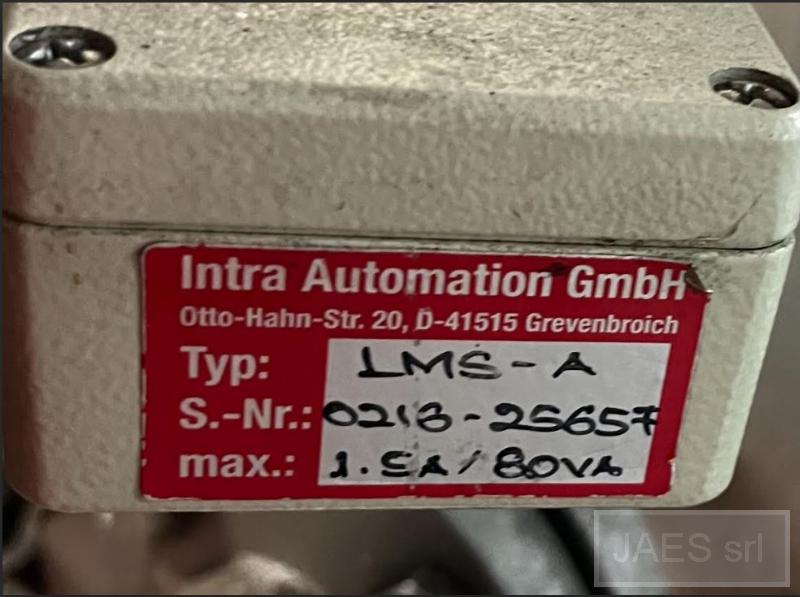 Intra Automation GmbH
Otto-Hahn-Str. 20, D-41515 Grevenbroich
Typ: LMS-A
S.-Nr.: 0213-25657
max.: 1.5A/80VA
JAES srl